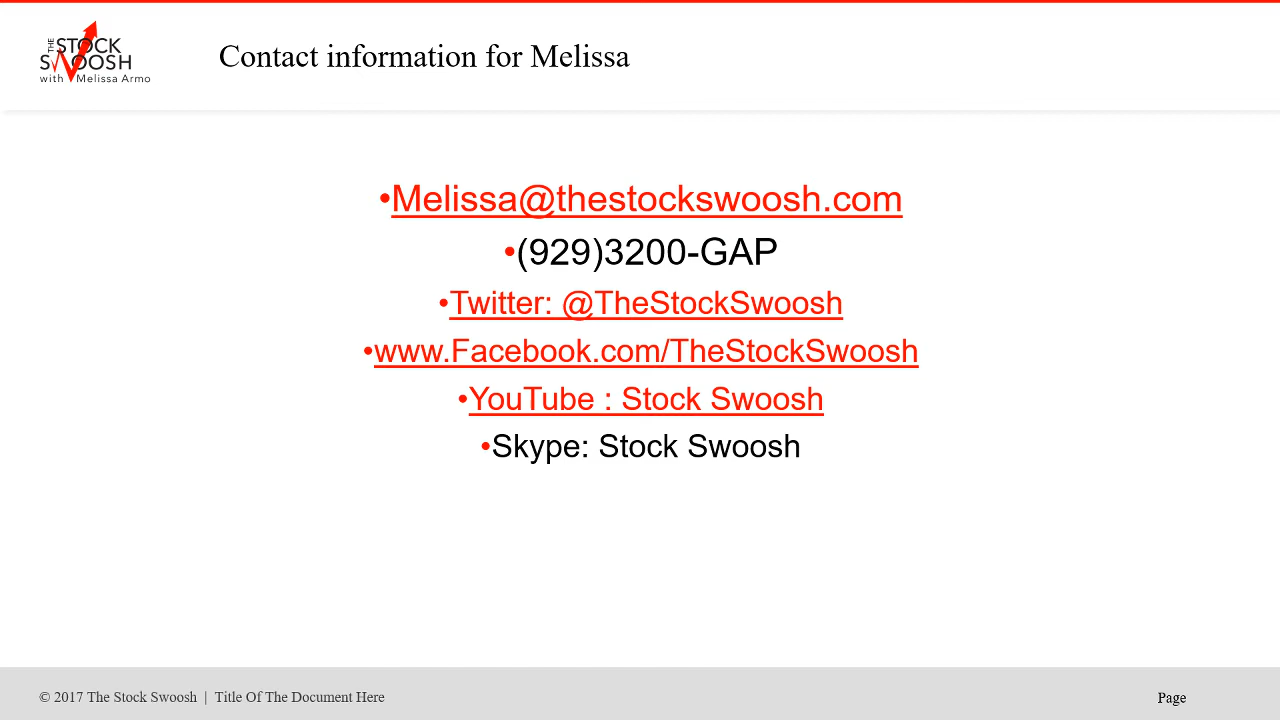 THE STOCK
SWOOSH
with Melissa Armo
Contact information for Melissa
•Melissa@thestockswoosh.com
•(929)3200-GAP
•Twitter: @TheStockSwoosh
•www.Facebook.com/TheStockSwoosh
•YouTube : Stock Swoosh
•Skype: Stock Swoosh
© 2017 The Stock Swoosh | Title Of The Document Here
Page